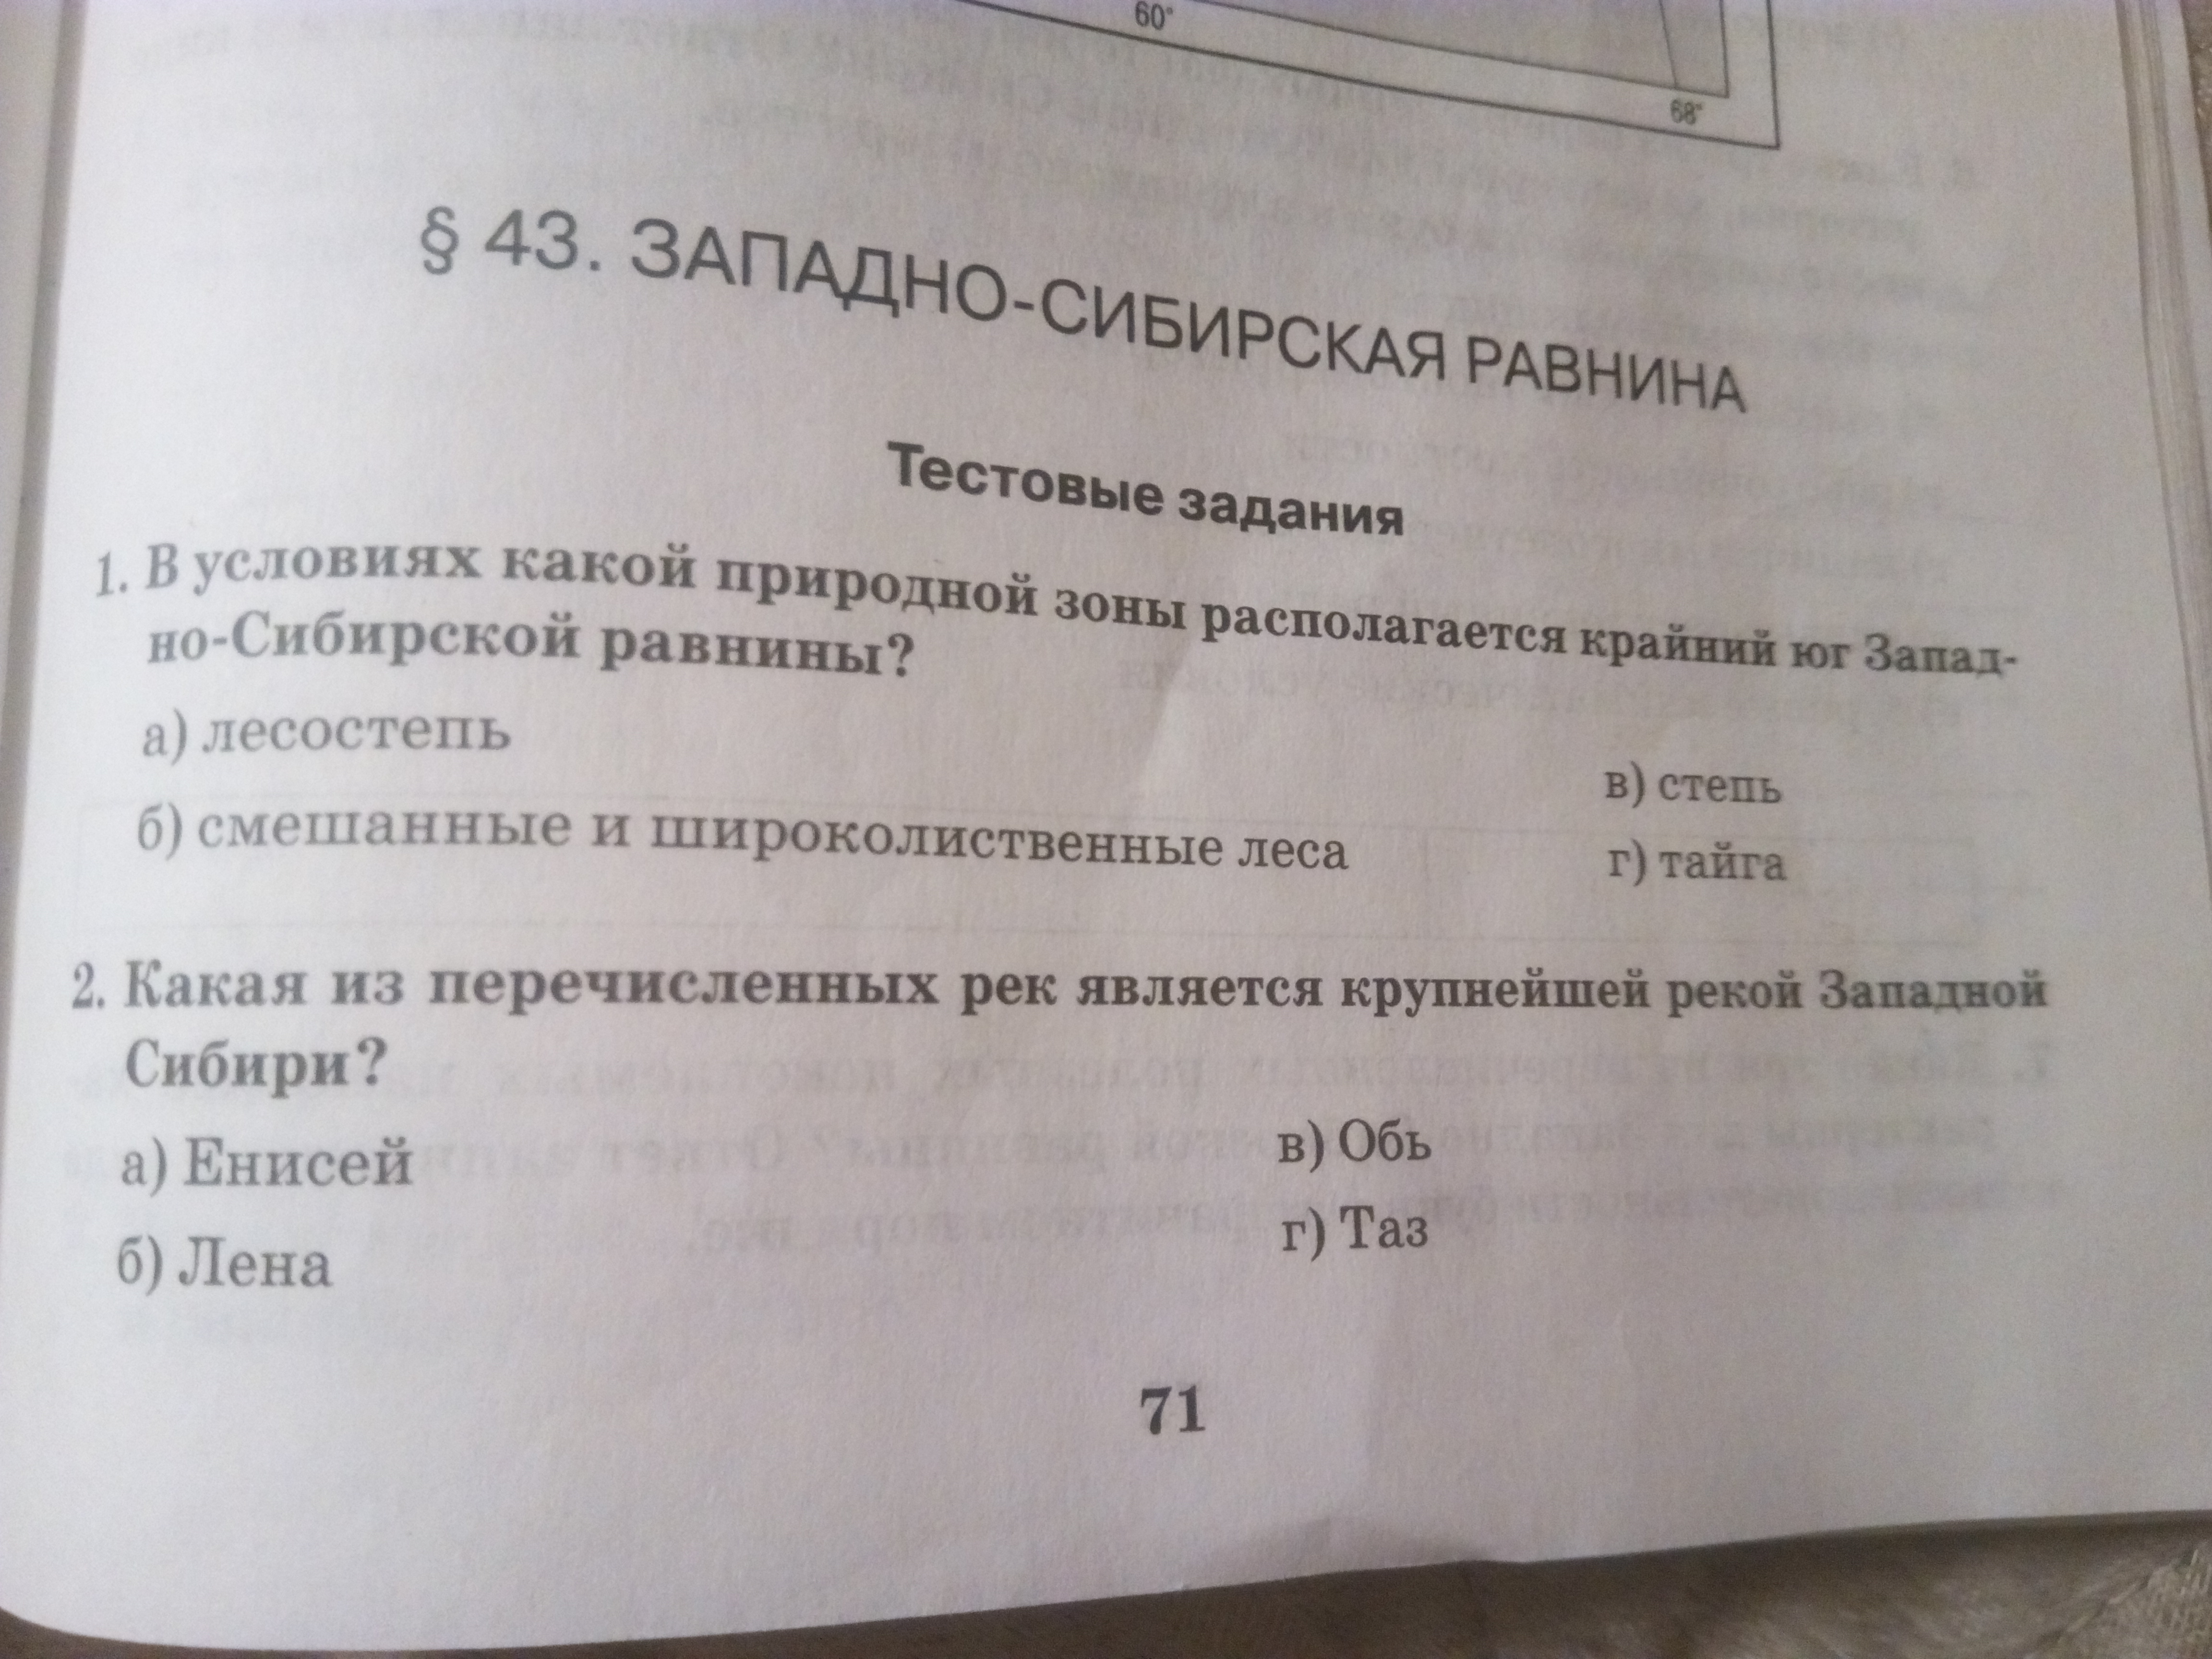 60°
68°
§ 43. ЗАПАДНО-СИБИРСКАЯ РАВНИНА
Тестовые задания
1. В условиях какой природной зоны располагается крайний юг Запад-
но-Сибирской равнины?
а) лесостепь
б) смешанные и широколиственные леса
в) степь
г) тайга
2. Какая из перечисленных рек является крупнейшей рекой Западной
Сибири?
а) Енисей
б) Лена
в) Обь
г) Таз
71